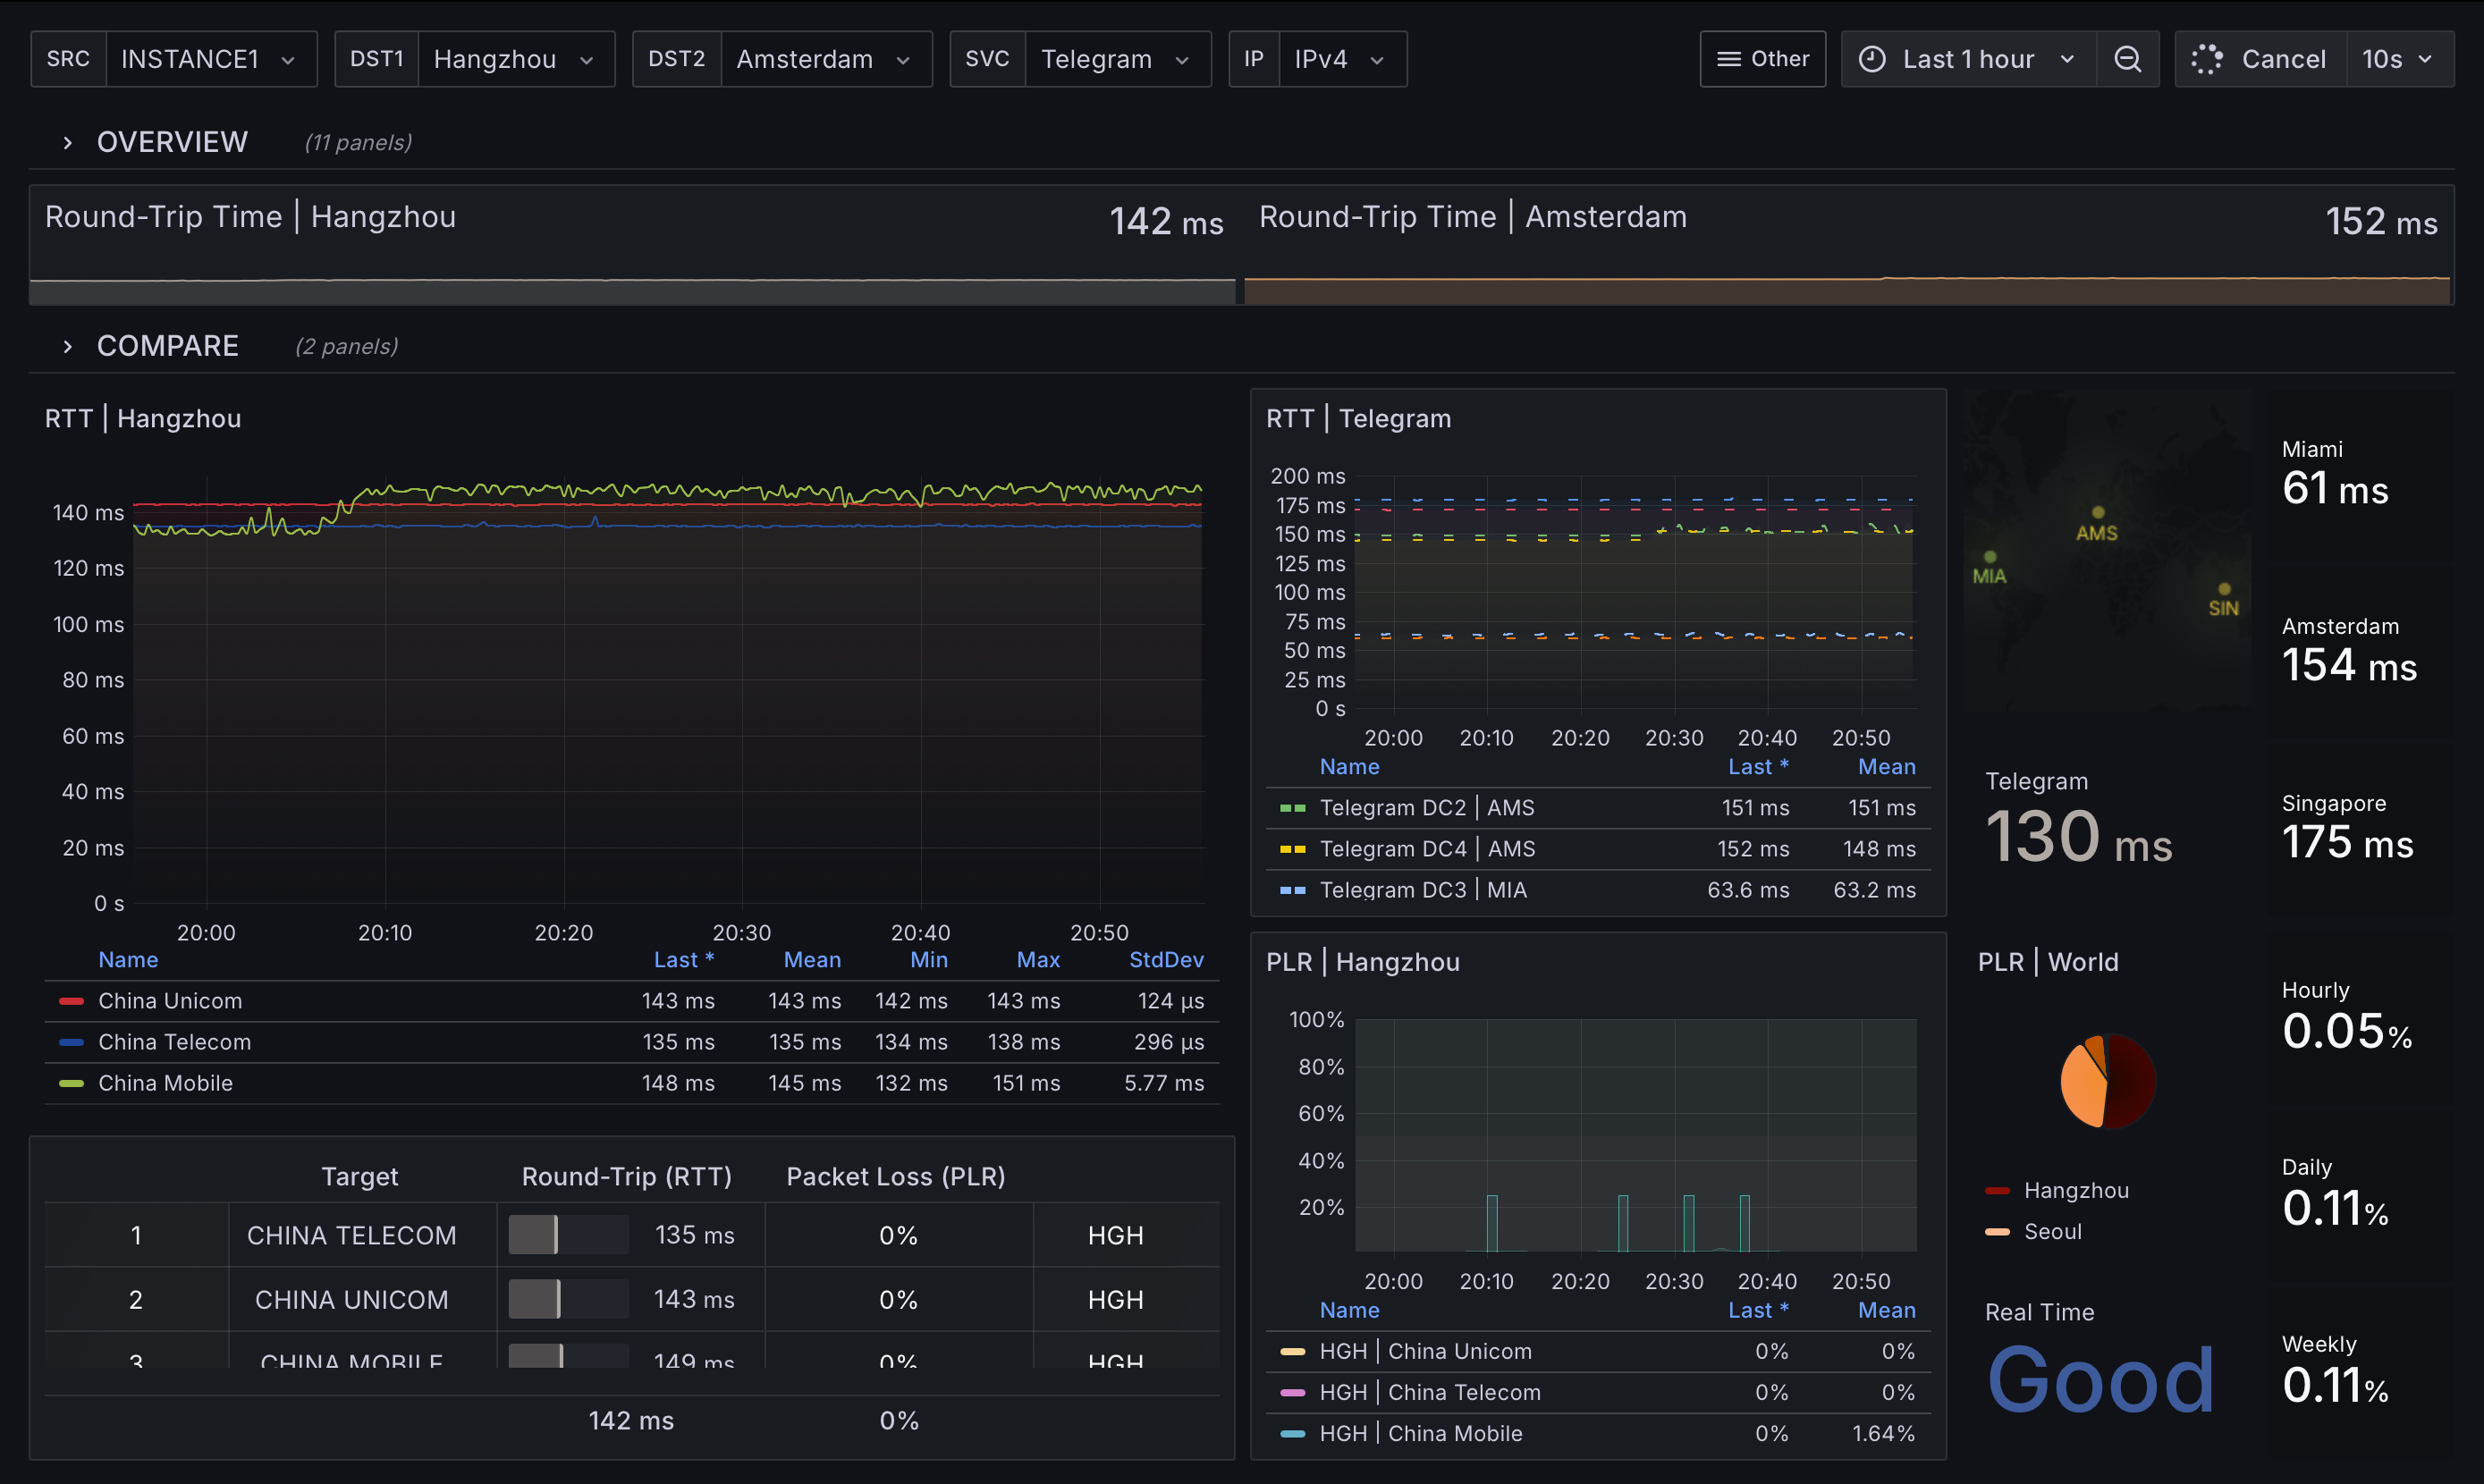 SRC INSTANCE1 DST1 Hangzhou DST2 Amsterdam SVC Telegram IP IPv4 Other Last 1 hour Cancel 10s
OVERVIEW (11 panels)
Round-Trip Time | Hangzhou 142 ms
Round-Trip Time | Amsterdam 152 ms
COMPARE (2 panels)
RTT | Hangzhou
140 ms
120 ms
100 ms
80 ms
60 ms
40 ms
20 ms
0 s
20:00 20:10 20:20 20:30 20:40 20:50
Name Last * Mean Min Max StdDev
China Unicom 143 ms 143 ms 142 ms 143 ms 124 µs
China Telecom 135 ms 135 ms 134 ms 138 ms 296 µs
China Mobile 148 ms 145 ms 132 ms 151 ms 5.77 ms
Target Round-Trip (RTT) Packet Loss (PLR)
1 CHINA TELECOM 135 ms 0% HGH
2 CHINA UNICOM 143 ms 0% HGH
3 CHINA MOBILE 149 ms 0% HGH
142 ms 0%
RTT | Telegram
200 ms
175 ms
150 ms
125 ms
100 ms
75 ms
50 ms
25 ms
0 s
20:00 20:10 20:20 20:30 20:40 20:50
Name Last * Mean
Telegram DC2 | AMS 151 ms 151 ms
Telegram DC4 | AMS 152 ms 148 ms
Telegram DC3 | MIA 63.6 ms 63.2 ms
PLR | Hangzhou
100%
80%
60%
40%
20%
20:00 20:10 20:20 20:30 20:40 20:50
Name Last * Mean
HGH | China Unicom 0% 0%
HGH | China Telecom 0% 0%
HGH | China Mobile 0% 1.64%
AMS
MIA
SIN
Telegram
130 ms
Miami
61 ms
Amsterdam
154 ms
Singapore
175 ms
PLR | World
Hangzhou
Seoul
Real Time
Good
Hourly
0.05%
Daily
0.11%
Weekly
0.11%